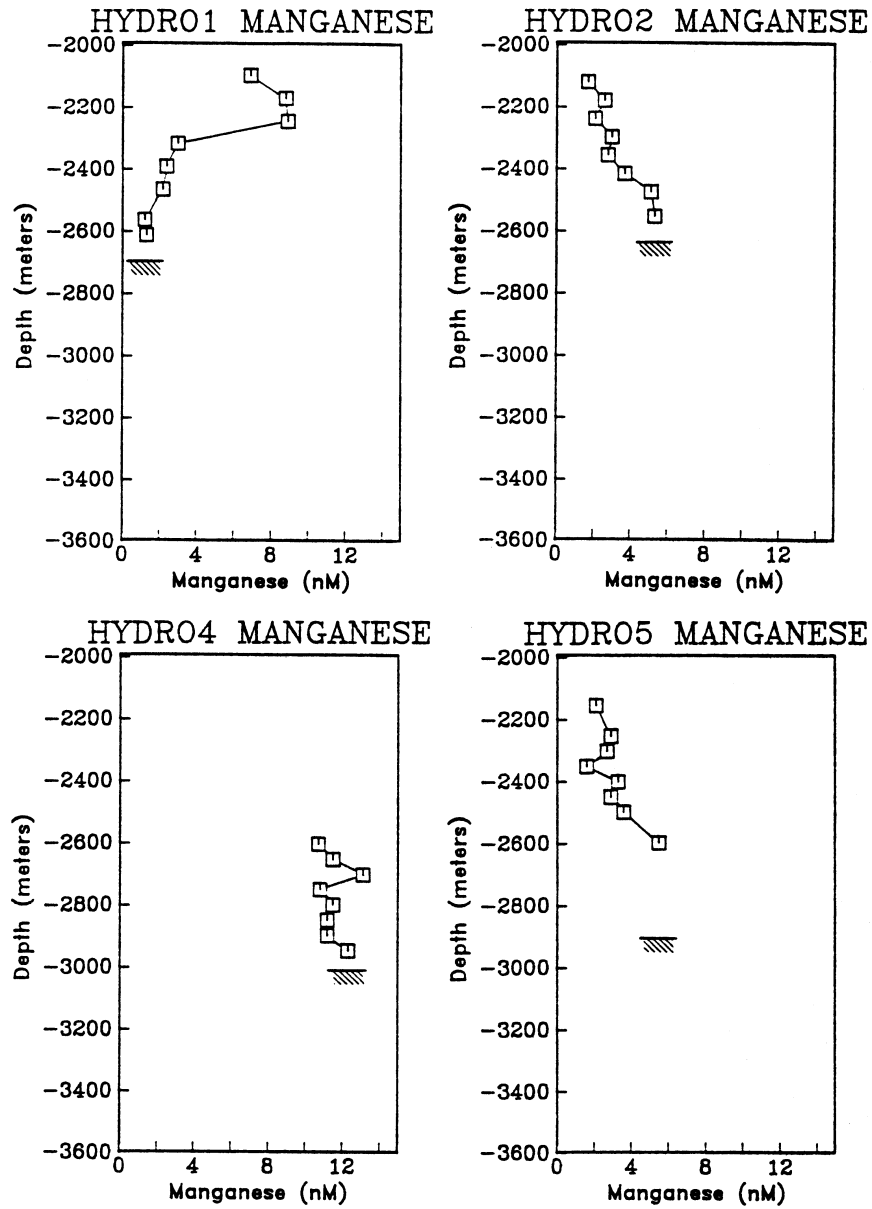 HYDRO1 MANGANESE
-2000
-2200
-2400
-2600
-2800
-3000
-3200
-3400
-3600
Depth (meters)
0 4 8 12
Manganese (nM)
HYDRO2 MANGANESE
-2000
-2200
-2400
-2600
-2800
-3000
-3200
-3400
-3600
Depth (meters)
0 4 8 12
Manganese (nM)
HYDRO4 MANGANESE
-2000
-2200
-2400
-2600
-2800
-3000
-3200
-3400
-3600
Depth (meters)
0 4 8 12
Manganese (nM)
HYDRO5 MANGANESE
-2000
-2200
-2400
-2600
-2800
-3000
-3200
-3400
-3600
Depth (meters)
0 4 8 12
Manganese (nM)